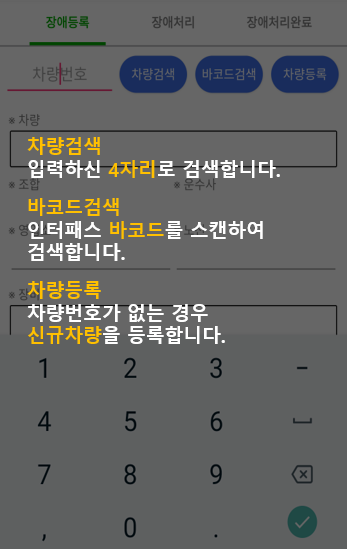 장애등록 장애처리 장애처리완료
차량번호 차량검색 바코드검색 차량등록
※ 차량
차량검색
입력하신 4자리로 검색합니다.
※ 조합 ※ 운수사
바코드검색
인터패스 바코드를 스캔하여
검색합니다.
차량등록
차량번호가 없는 경우
신규차량을 등록합니다.
1 2 3 -
4 5 6
7 8 9
, 0 .